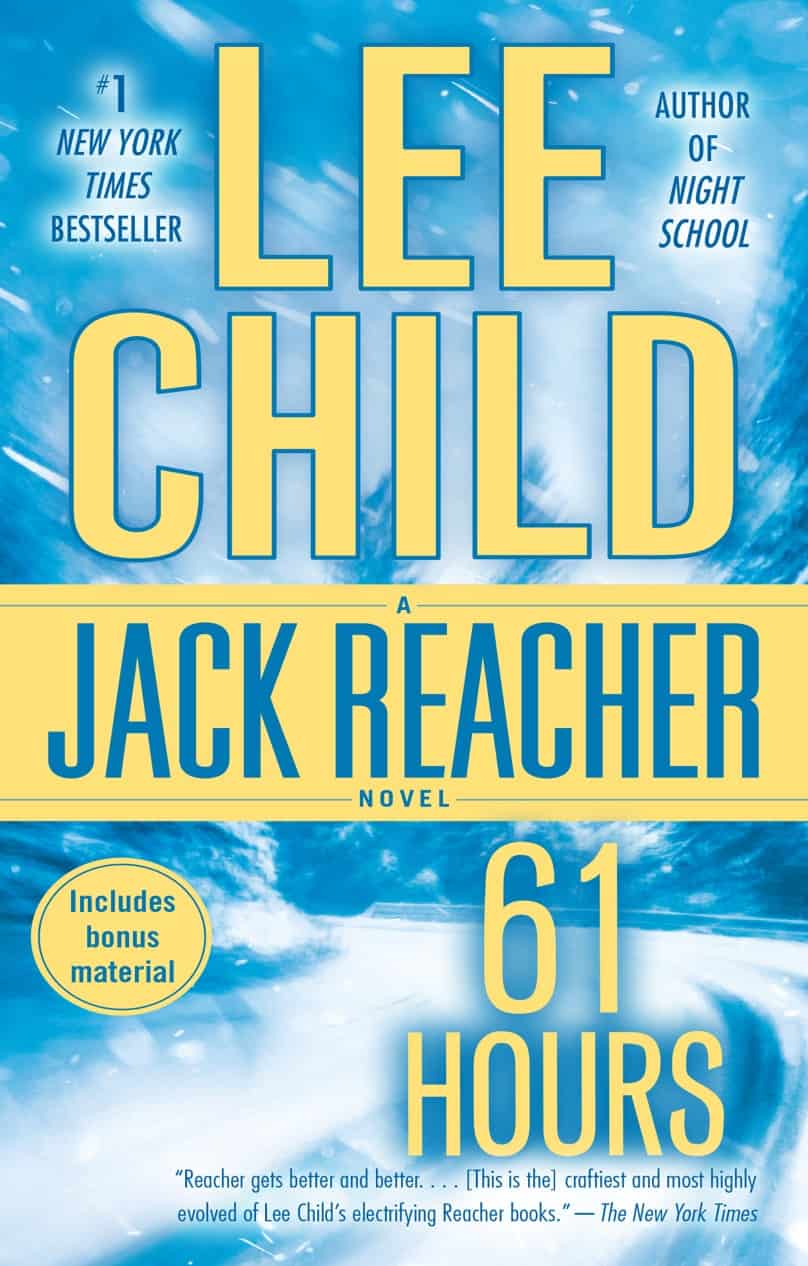 #1
NEW YORK
TIMES
BESTSELLER
AUTHOR
OF
NIGHT
SCHOOL
LEE
CHILD
A
JACK REACHER
NOVEL
Includes
bonus
material
61
HOURS
“Reacher gets better and better. . . . [This is the] craftiest and most highly
evolved of Lee Child’s electrifying Reacher books.” — The New York Times